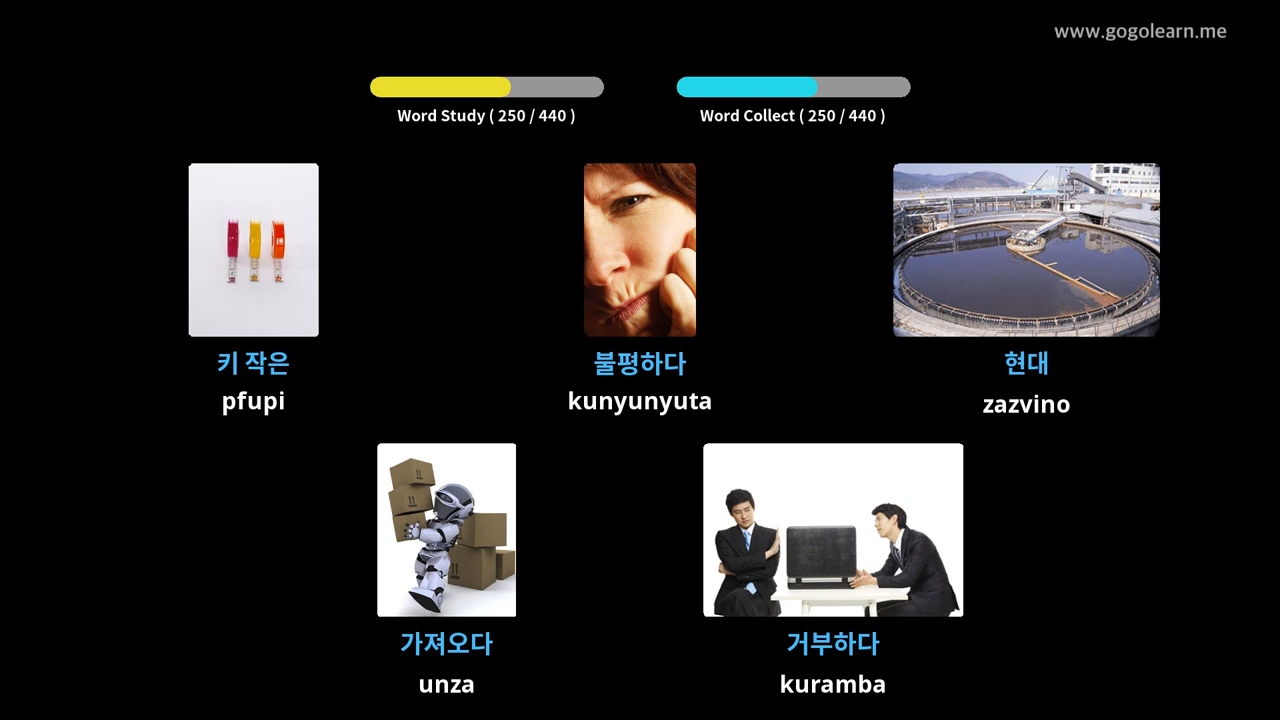 www.gogolearn.me
Word Study ( 250 / 440 )
Word Collect ( 250 / 440 )
키 작은
pfupi
불평하다
kunyunyuta
현대
zazvino
가져오다
unza
거부하다
kuramba